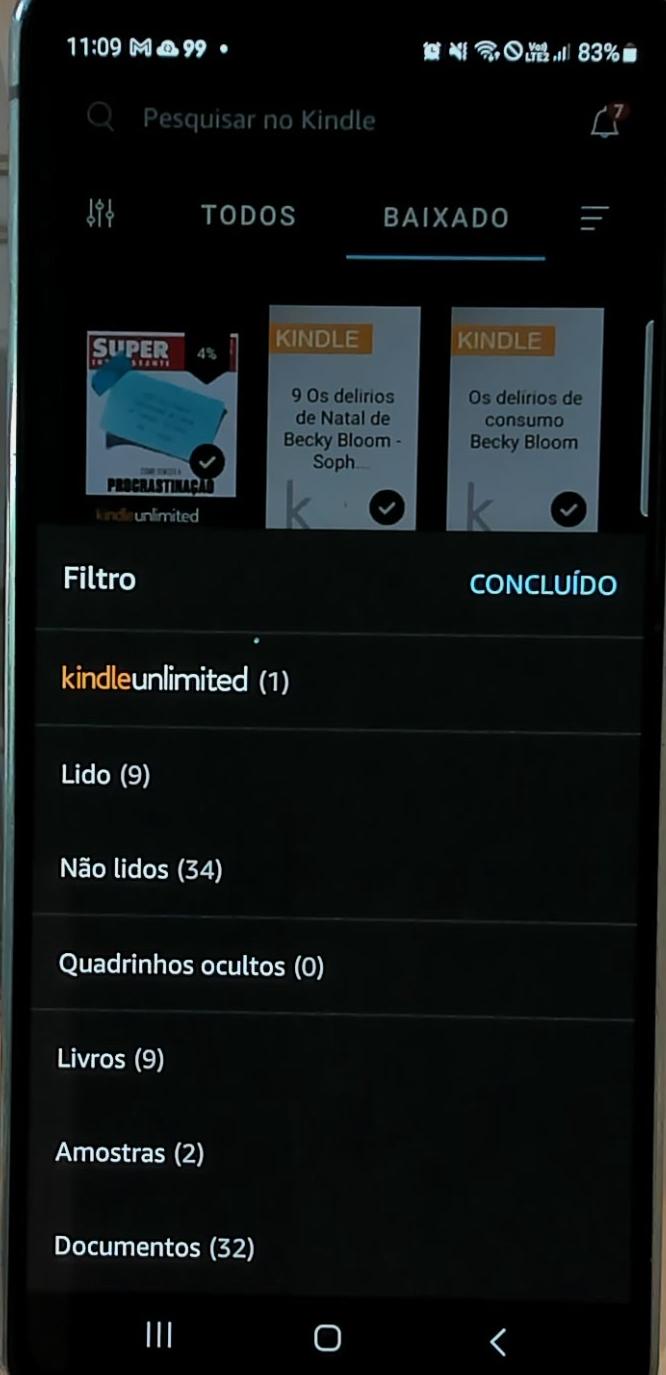 11:09 99
VoI) LTE2 83%
Pesquisar no Kindle
7
TODOS BAIXADO
SUPER
4%
PROCRASTINAÇÃO
kindleunlimited
KINDLE
9 Os delírios
de Natal de
Becky Bloom -
Soph...
k
KINDLE
Os delírios de
consumo
Becky Bloom
k
Filtro CONCLUÍDO
kindleunlimited (1)
Lido (9)
Não lidos (34)
Quadrinhos ocultos (0)
Livros (9)
Amostras (2)
Documentos (32)